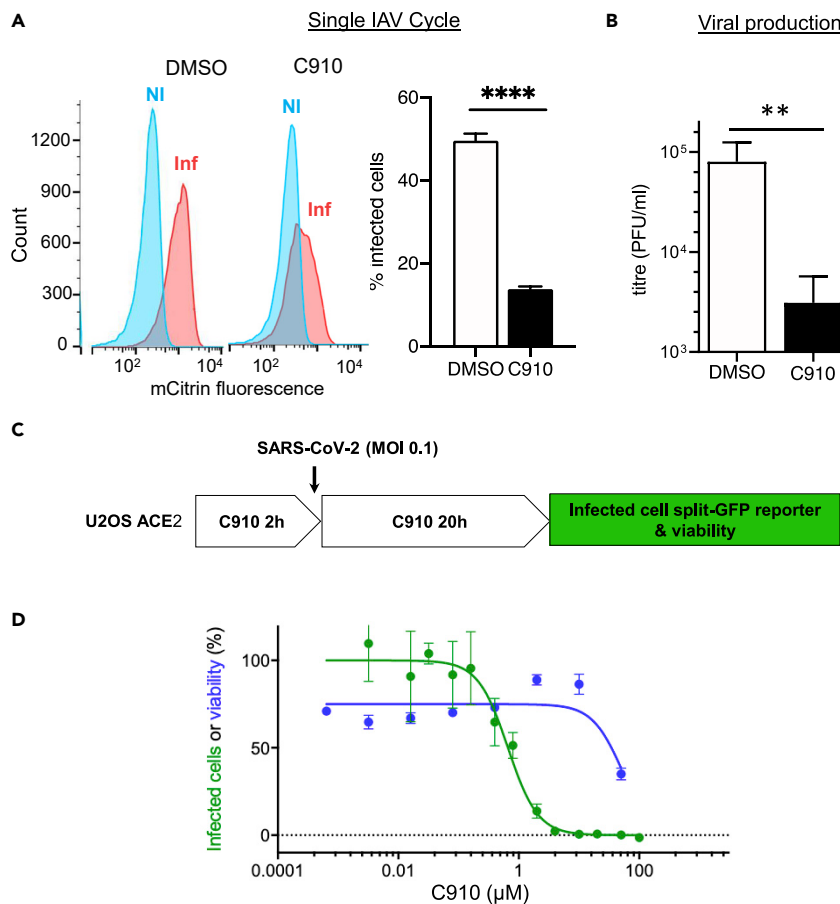 A
Single IAV Cycle
DMSO
C910
NI
Inf
NI
Inf
Count
1200
900
600
300
0
10²
10⁴
10²
10⁴
mCitrin fluorescence
% infected cells
60
40
20
0
****
DMSO C910
B
Viral production
titre (PFU/ml)
10⁵
10⁴
10³
**
DMSO
C910
C
SARS-CoV-2 (MOI 0.1)
U2OS ACE2
C910 2h
C910 20h
Infected cell split-GFP reporter
& viability
D
Infected cells or viability (%)
100
50
0
0.0001
0.01
1
100
C910 (µM)